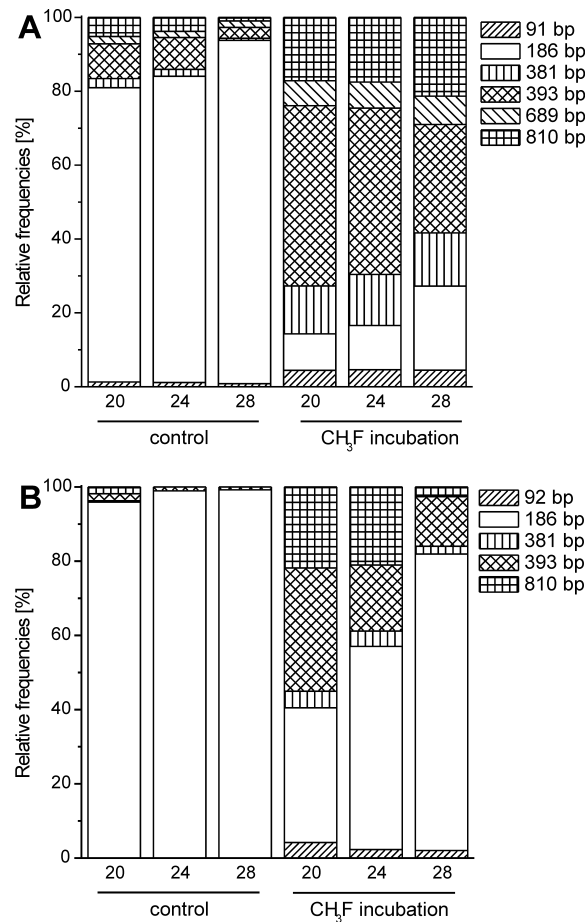 A
Relative frequencies [%]
100
80
60
40
20
0
91 bp
186 bp
381 bp
393 bp
689 bp
810 bp
20 24 28 20 24 28
control CH₃F incubation
B
Relative frequencies [%]
100
80
60
40
20
0
92 bp
186 bp
381 bp
393 bp
810 bp
20 24 28 20 24 28
control CH₃F incubation